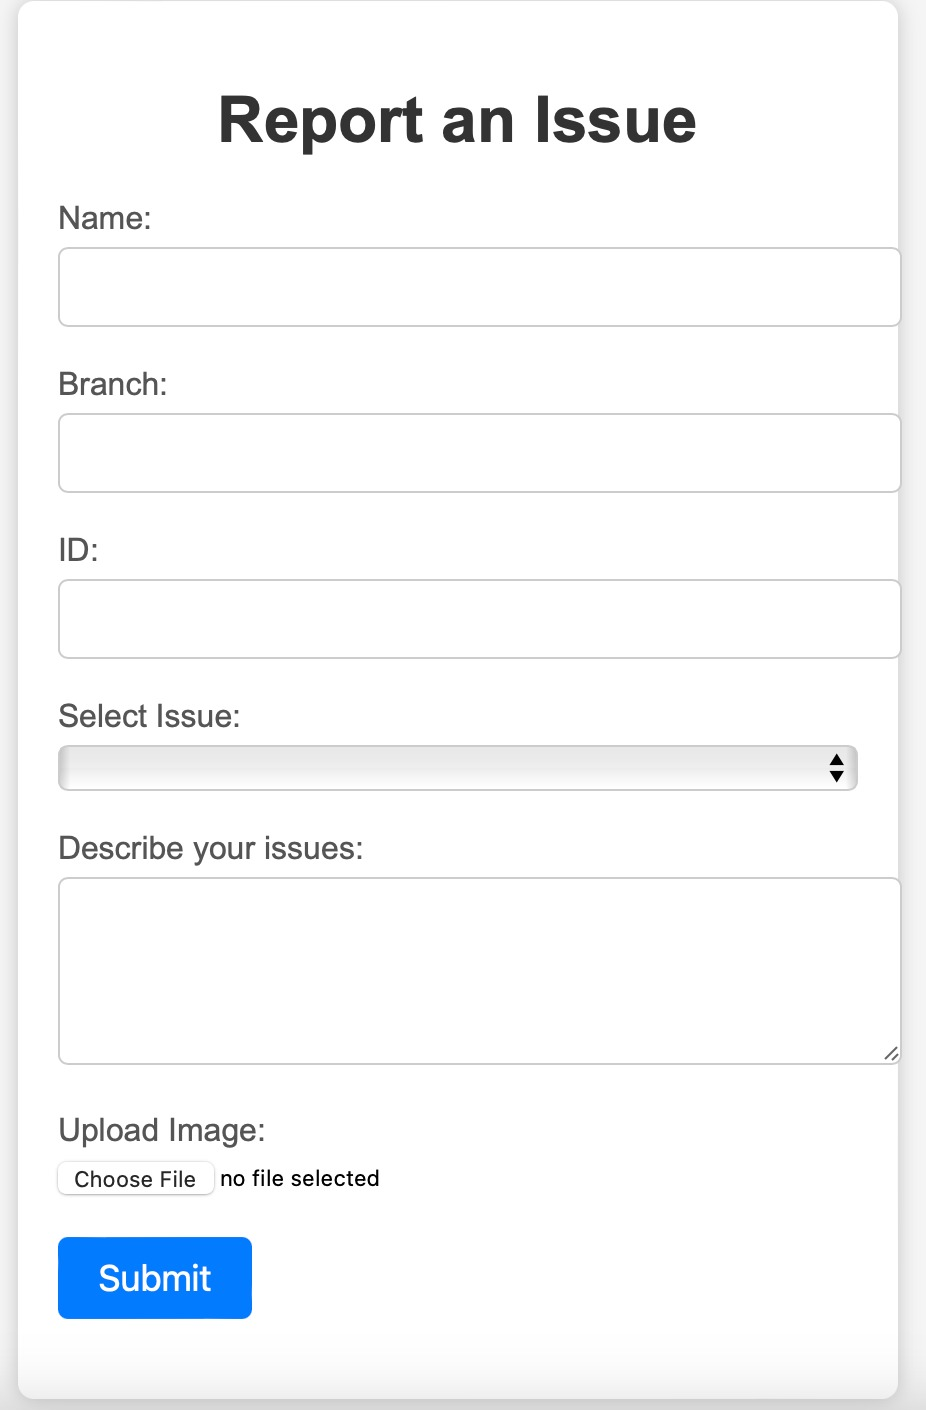 Report an Issue
Name:
Branch:
ID:
Select Issue:
Describe your issues:
Upload Image:
Choose File no file selected
Submit